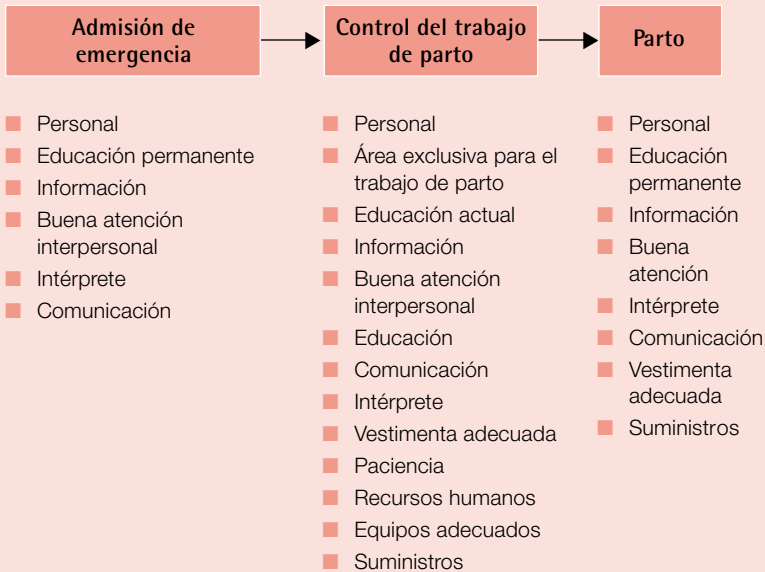 Admisión de
emergencia
Control del trabajo
de parto
Parto
Personal
Educación permanente
Información
Buena atención
interpersonal
Intérprete
Comunicación
Personal
Área exclusiva para el
trabajo de parto
Educación actual
Información
Buena atención
interpersonal
Educación
Comunicación
Intérprete
Vestimenta adecuada
Paciencia
Recursos humanos
Equipos adecuados
Suministros
Personal
Educación
permanente
Información
Buena
atención
Intérprete
Comunicación
Vestimenta
adecuada
Suministros